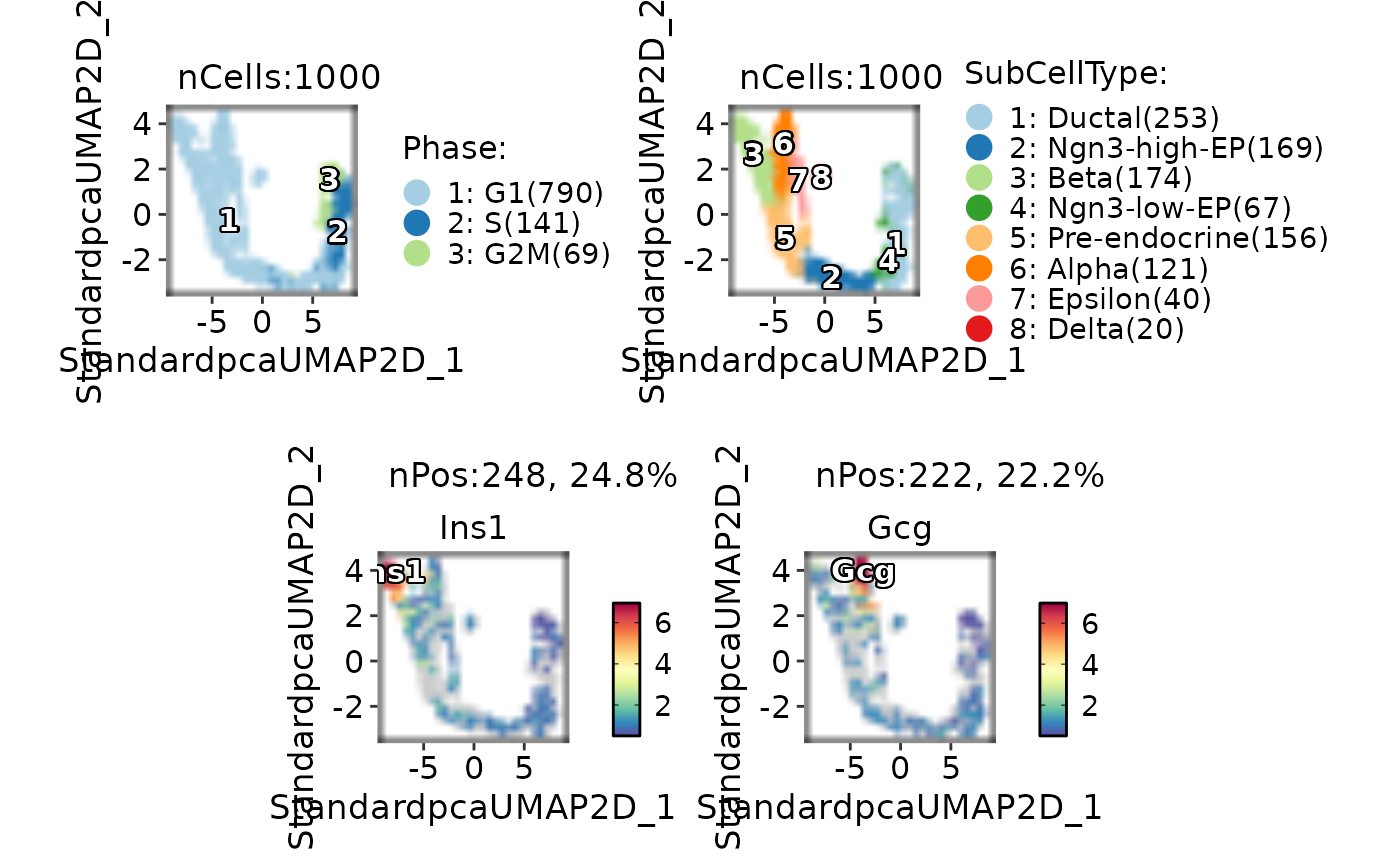 StandardpcaUMAP2D_2
nCells:1000
4
2
0
-2
1
2
3
-5 0 5
StandardpcaUMAP2D_1
Phase:
1: G1(790)
2: S(141)
3: G2M(69)
StandardpcaUMAP2D_2
nCells:1000
4
2
0
-2
3
6
7
8
5
1
4
2
-5 0 5
StandardpcaUMAP2D_1
SubCellType:
1: Ductal(253)
2: Ngn3-high-EP(169)
3: Beta(174)
4: Ngn3-low-EP(67)
5: Pre-endocrine(156)
6: Alpha(121)
7: Epsilon(40)
8: Delta(20)
StandardpcaUMAP2D_2
nPos:248, 24.8%
Ins1
4
2
0
-2
ns1
-5 0 5
StandardpcaUMAP2D_1
6
4
2
StandardpcaUMAP2D_2
nPos:222, 22.2%
Gcg
4
2
0
-2
Gcg
-5 0 5
StandardpcaUMAP2D_1
6
4
2